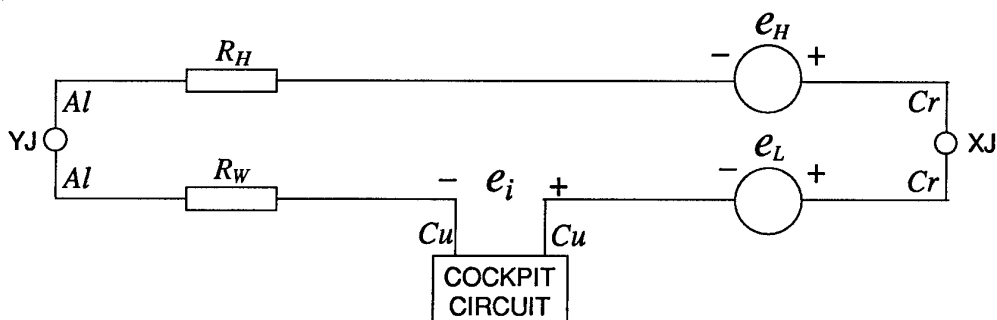 e_H
R_H
− +
Al
Cr
YJ
XJ
Al
R_W
− e_i +
e_L
− +
Cr
Cu
Cu
COCKPIT
CIRCUIT